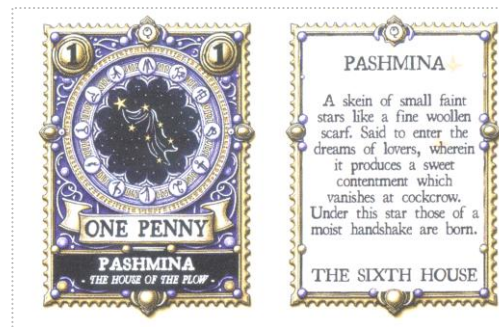 1 1
ONE PENNY
PASHMINA
· THE HOUSE OF THE PLOW ·
PASHMINA
A skein of small faint
stars like a fine woollen
scarf. Said to enter the
dreams of lovers, wherein
it produces a sweet
contentment which
vanishes at cockcrow.
Under this star those of a
moist handshake are born.
THE SIXTH HOUSE